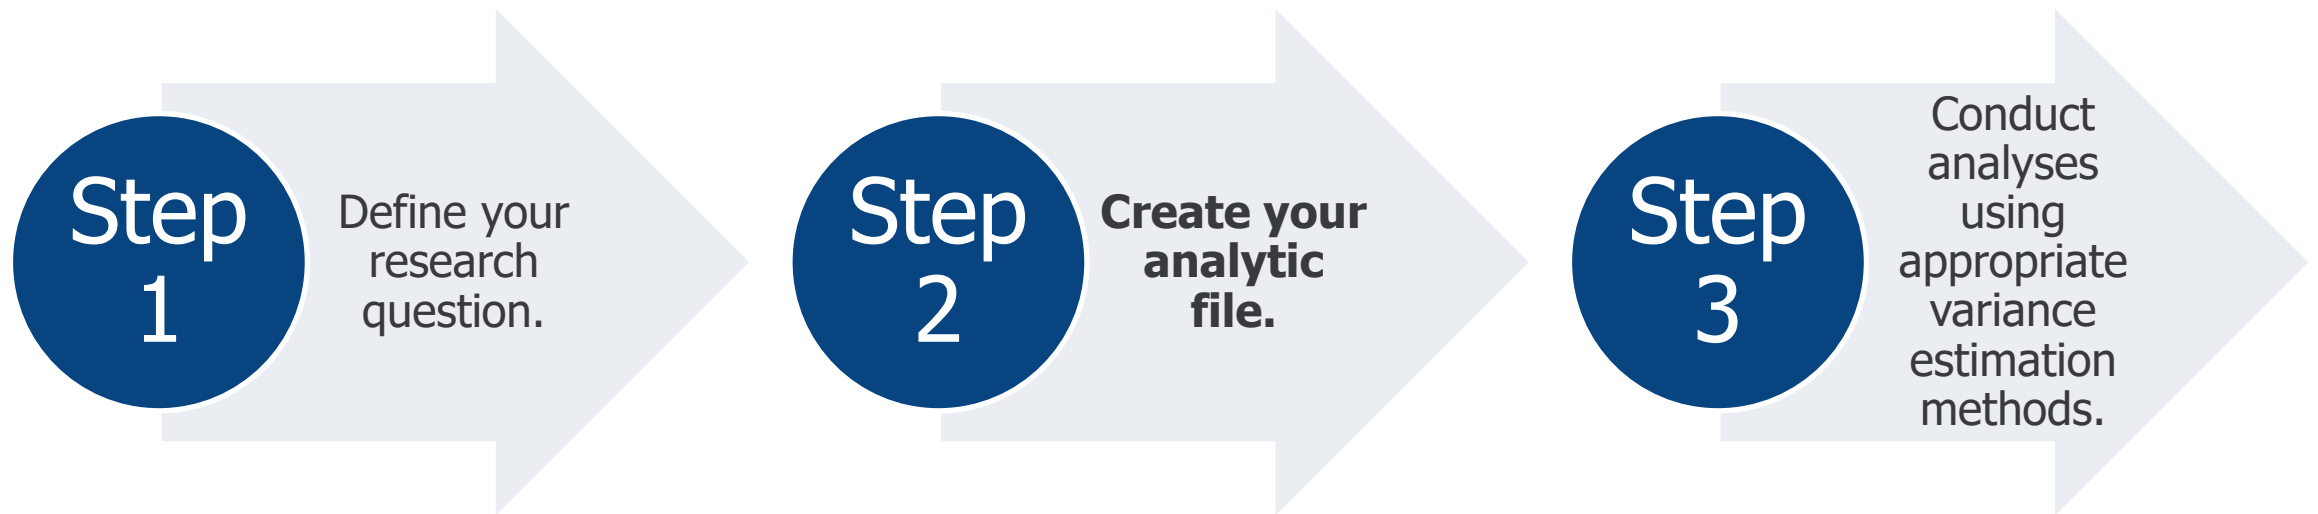 Step
1
Define your
research
question.
Step
2
Create your
analytic
file.
Step
3
Conduct
analyses
using
appropriate
variance
estimation
methods.